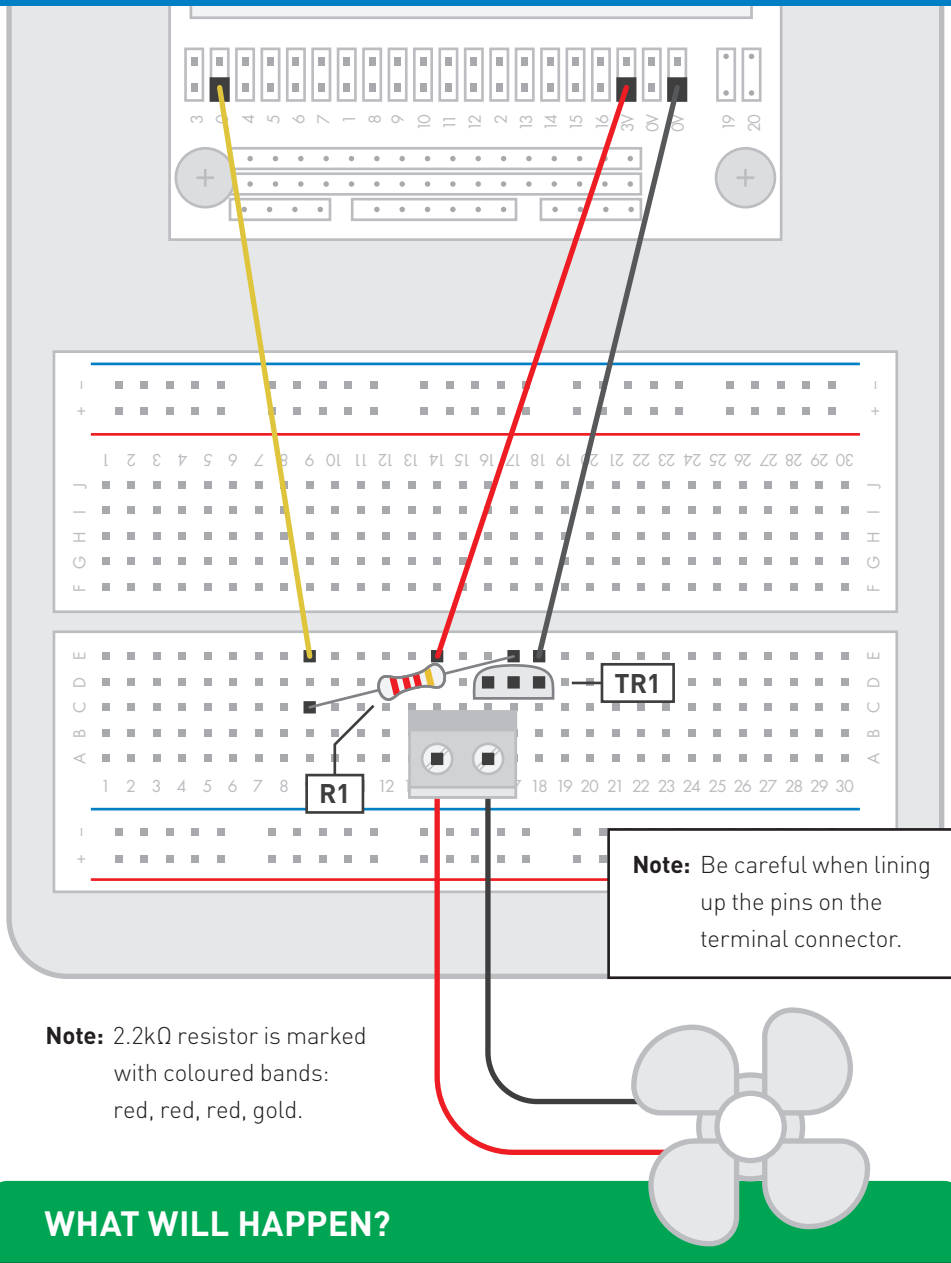 3 0 4 5 6 7 1 8 9 10 11 12 2 13 14 15 16 3V 0V 0V 19 20
– –
+ +
1 2 3 4 5 6 7 8 9 10 11 12 13 14 15 16 17 18 19 20 21 22 23 24 25 26 27 28 29 30
J J
I I
H H
G G
F F
E E
D TR1 D
C C
B B
A A
1 2 3 4 5 6 7 8 R1 12 18 19 20 21 22 23 24 25 26 27 28 29 30
–
+
Note: Be careful when lining
up the pins on the
terminal connector.
Note: 2.2kΩ resistor is marked
with coloured bands:
red, red, red, gold.
WHAT WILL HAPPEN?